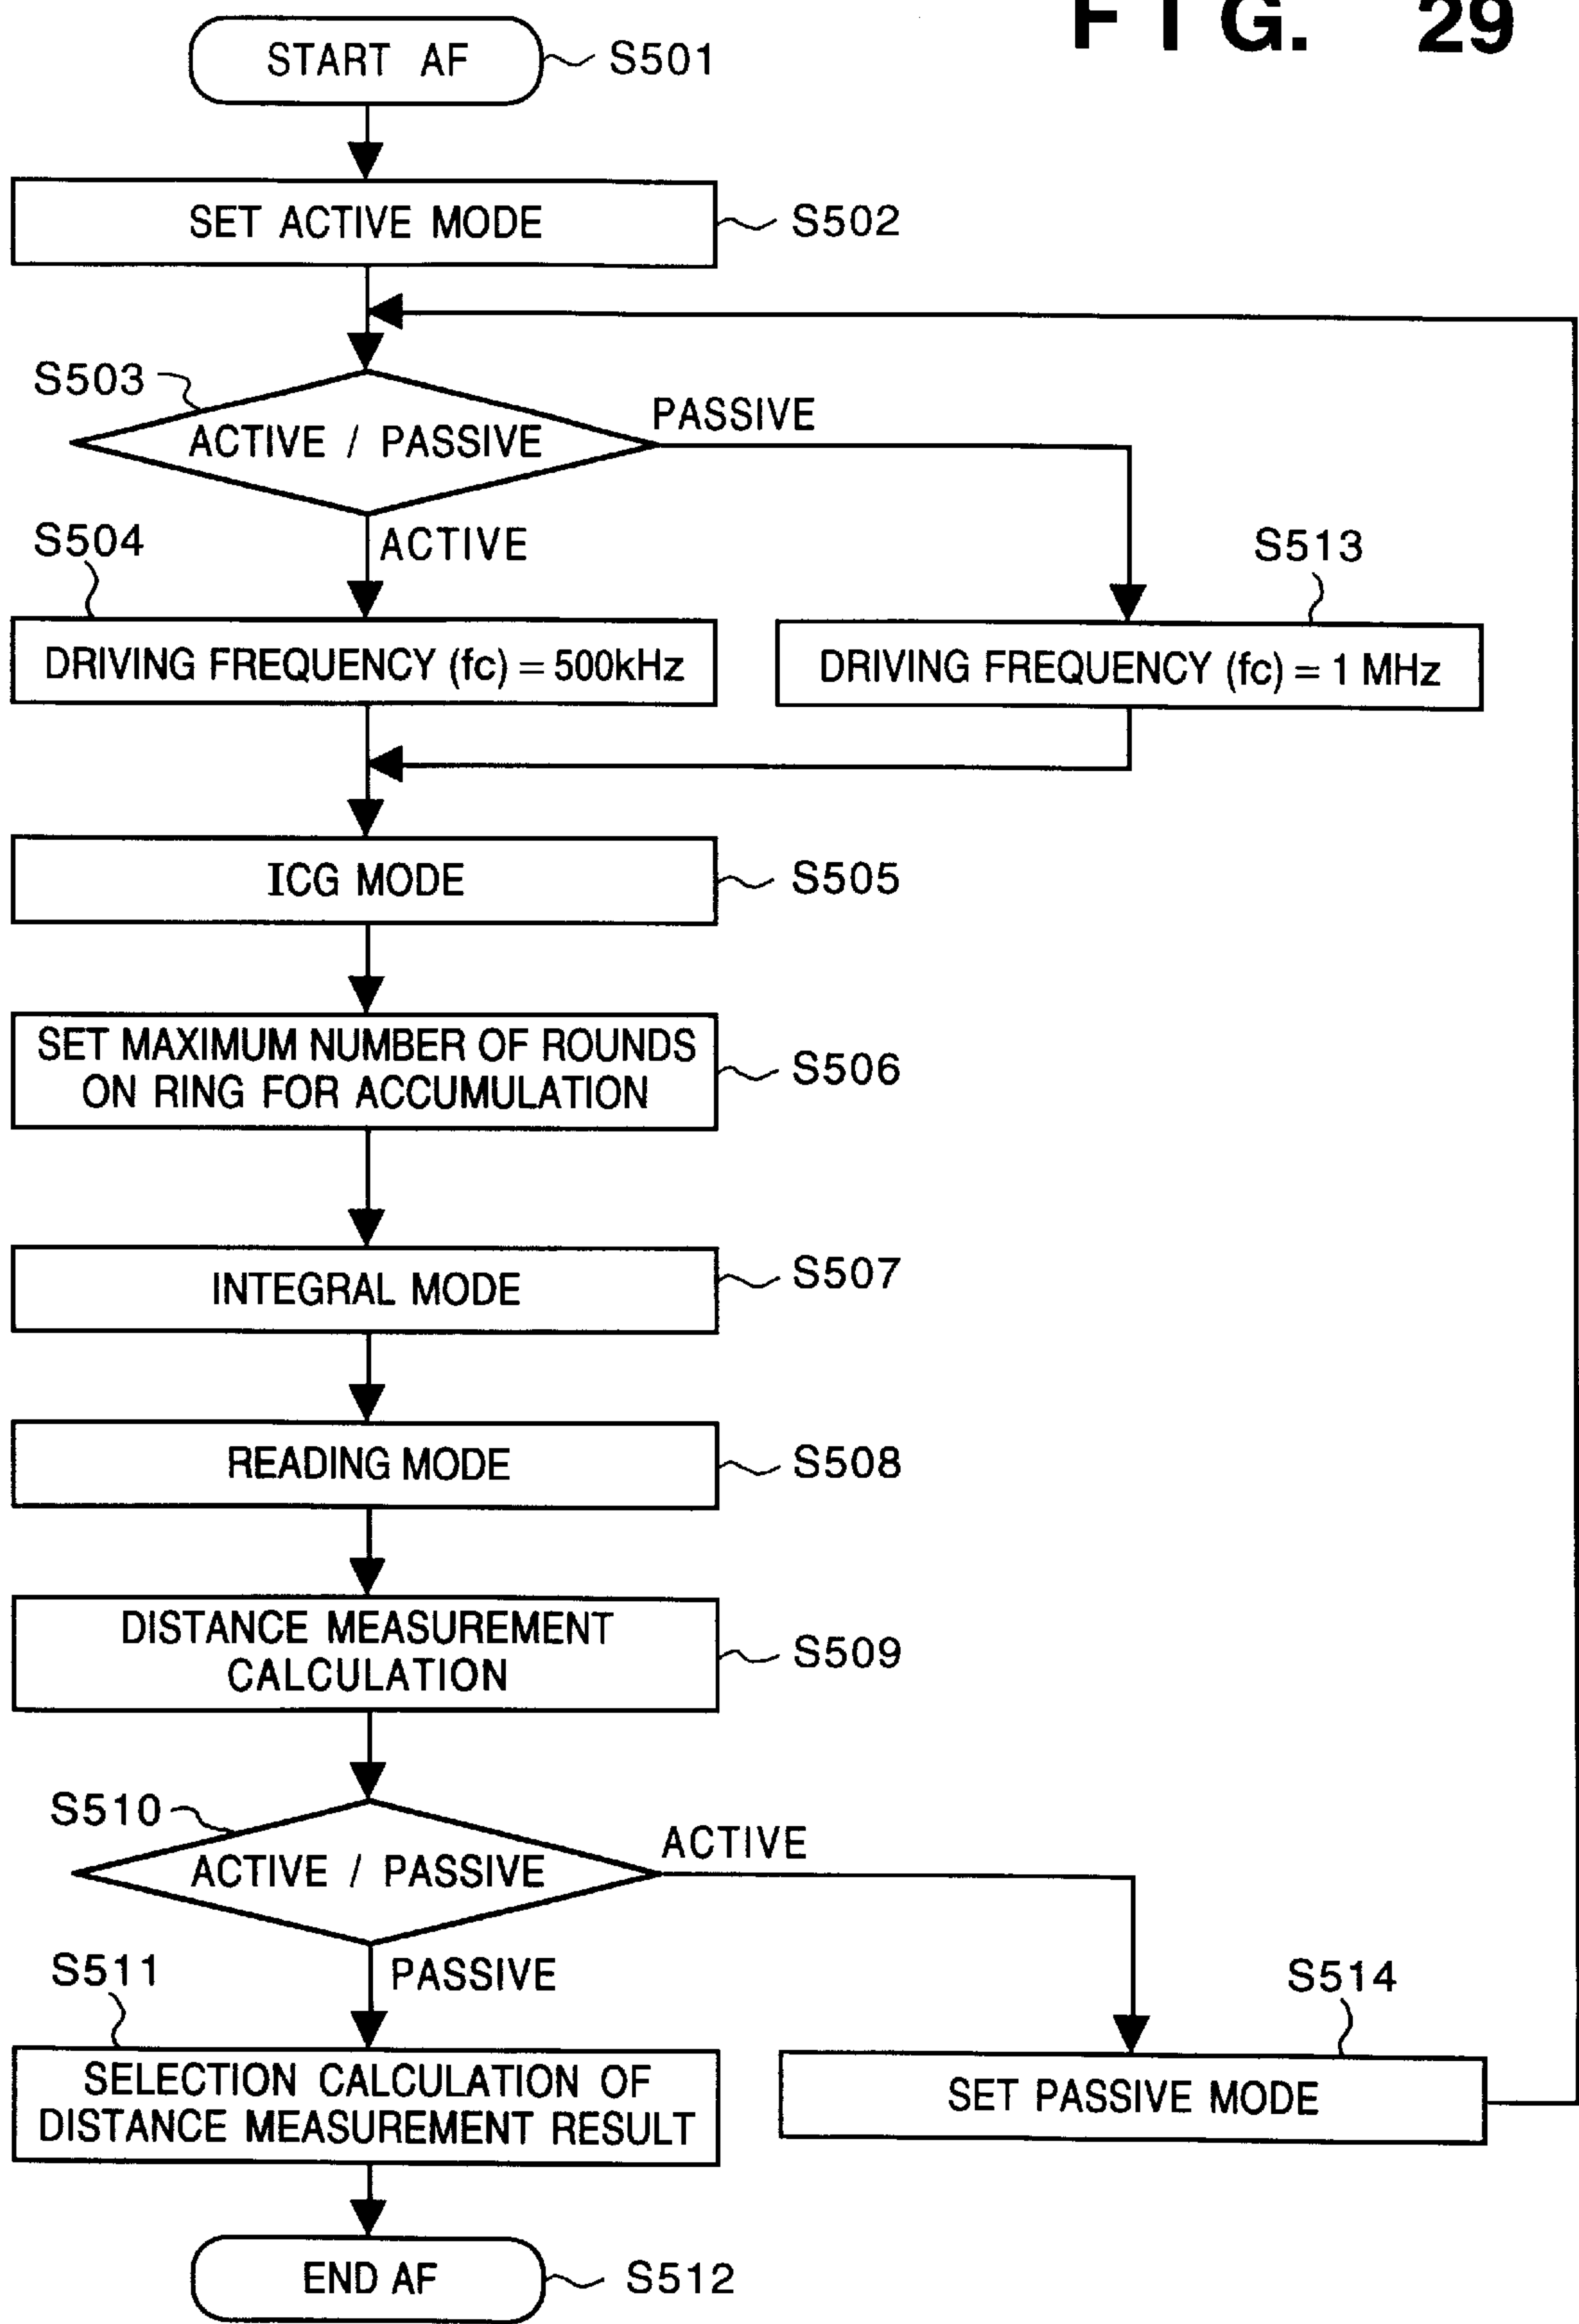 FIG. 29
START AF
S501
SET ACTIVE MODE
S502
S503
ACTIVE / PASSIVE
PASSIVE
ACTIVE
S504
DRIVING FREQUENCY (fc) = 500kHz
S513
DRIVING FREQUENCY (fc) = 1 MHz
ICG MODE
S505
SET MAXIMUM NUMBER OF ROUNDS
ON RING FOR ACCUMULATION
S506
INTEGRAL MODE
S507
READING MODE
S508
DISTANCE MEASUREMENT
CALCULATION
S509
S510
ACTIVE / PASSIVE
ACTIVE
PASSIVE
S511
SELECTION CALCULATION OF
DISTANCE MEASUREMENT RESULT
S514
SET PASSIVE MODE
END AF
S512